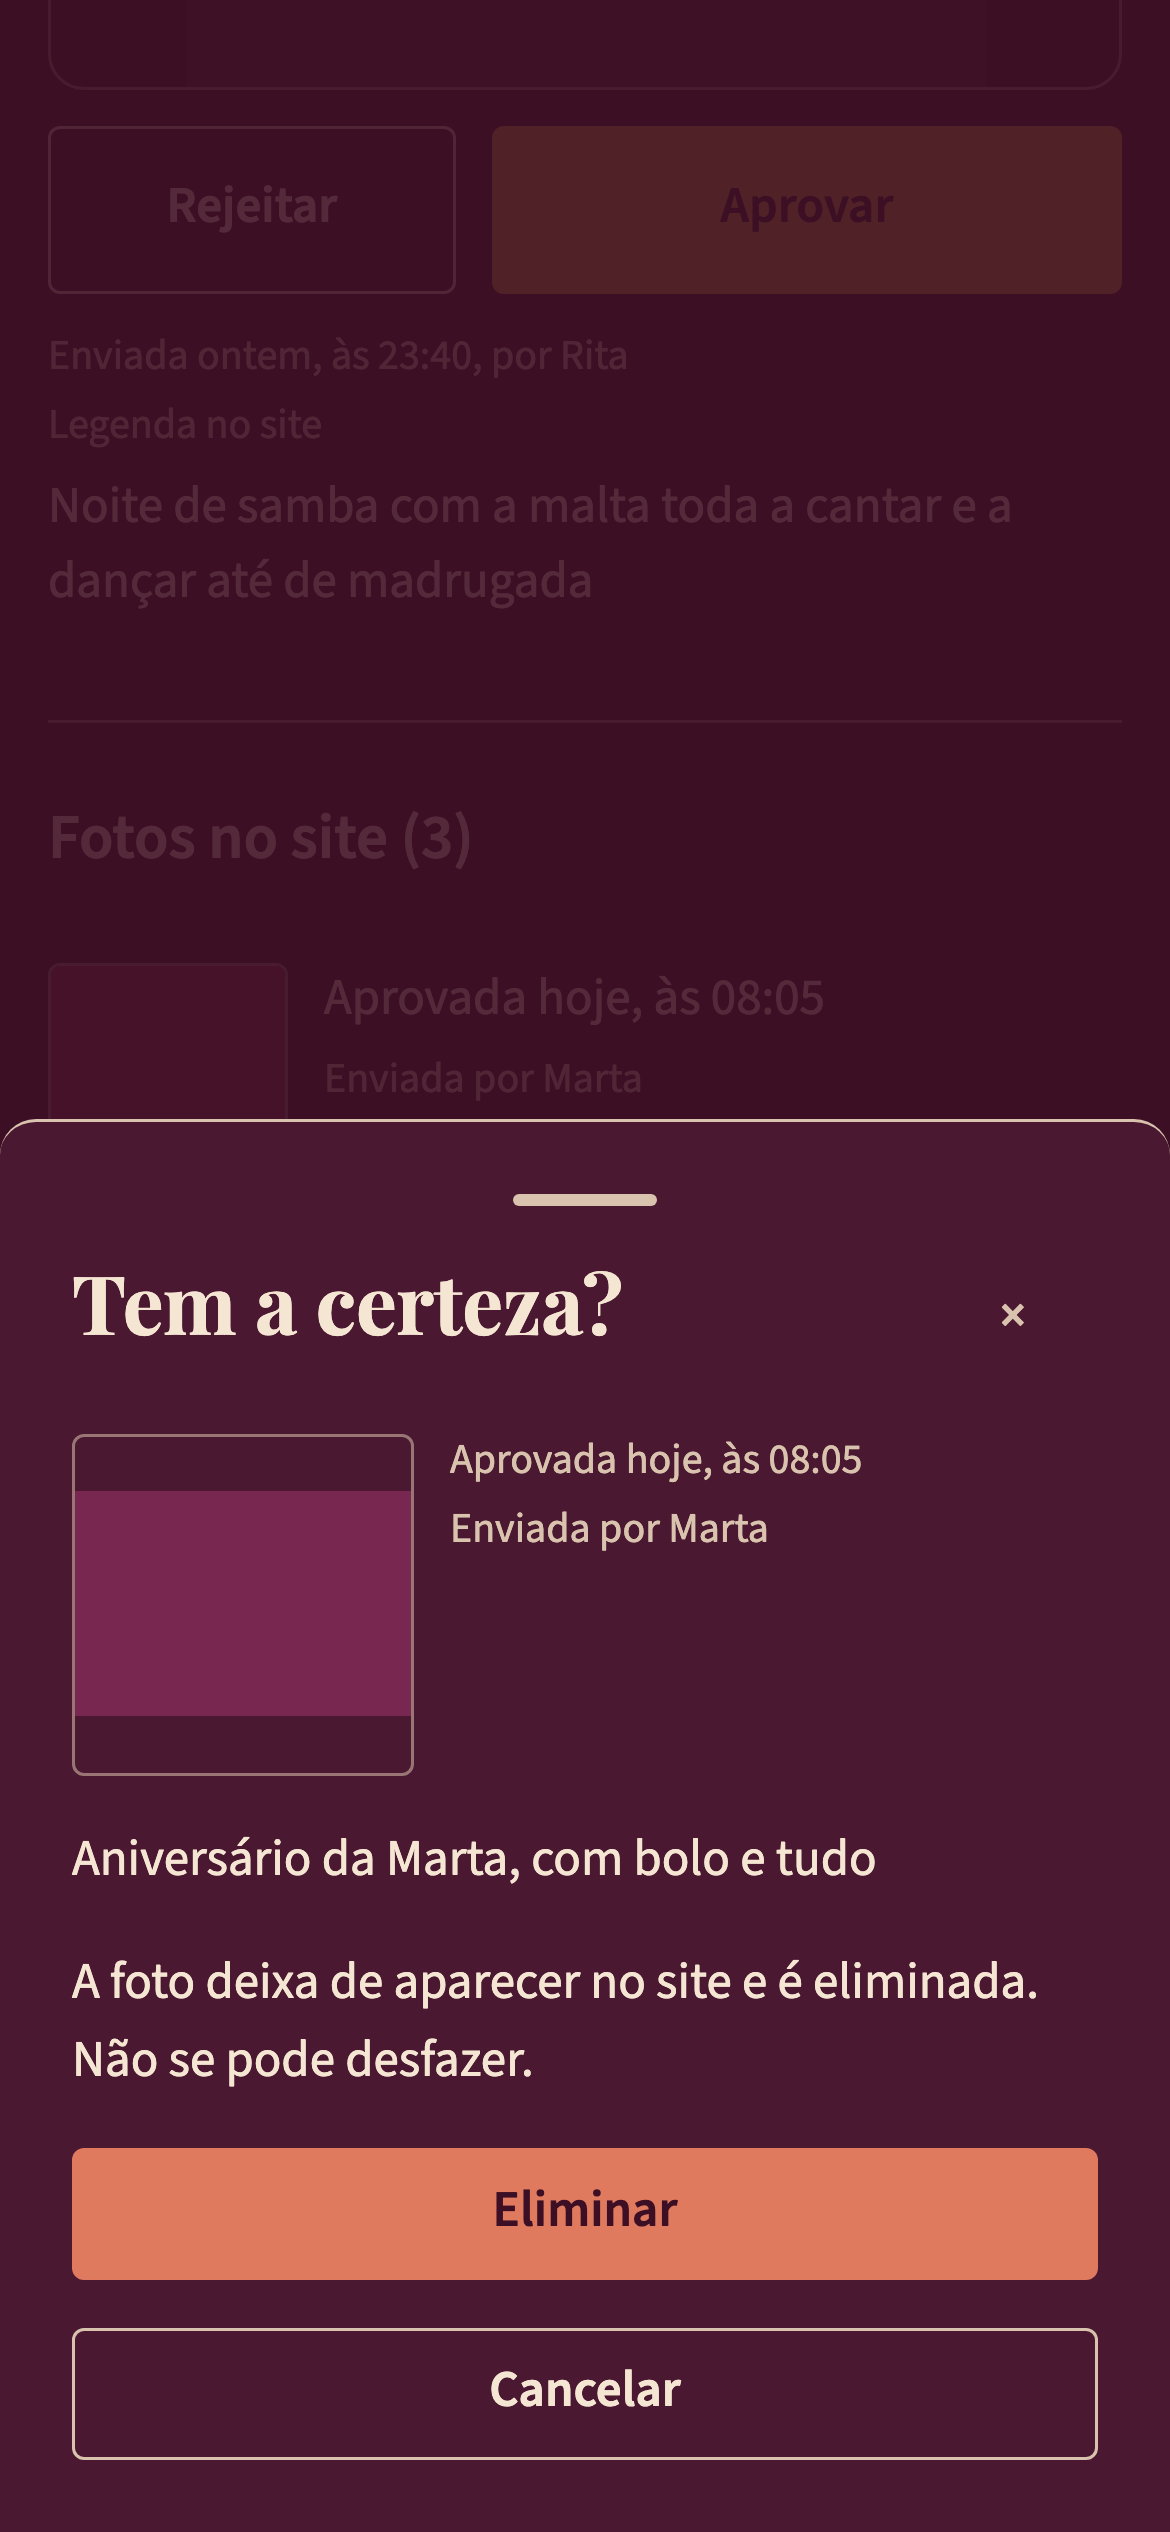 Rejeitar
Aprovar
Enviada ontem, às 23:40, por Rita
Legenda no site
Noite de samba com a malta toda a cantar e a
dançar até de madrugada
Fotos no site (3)
Aprovada hoje, às 08:05
Enviada por Marta
Tem a certeza?
×
Aprovada hoje, às 08:05
Enviada por Marta
Aniversário da Marta, com bolo e tudo
A foto deixa de aparecer no site e é eliminada.
Não se pode desfazer.
Eliminar
Cancelar